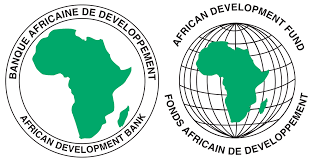 BANQUE AFRICAINE DE DEVELOPPEMENT
AFRICAN DEVELOPMENT BANK
AFRICAN DEVELOPMENT FUND
FONDS AFRICAIN DE DEVELOPPEMENT